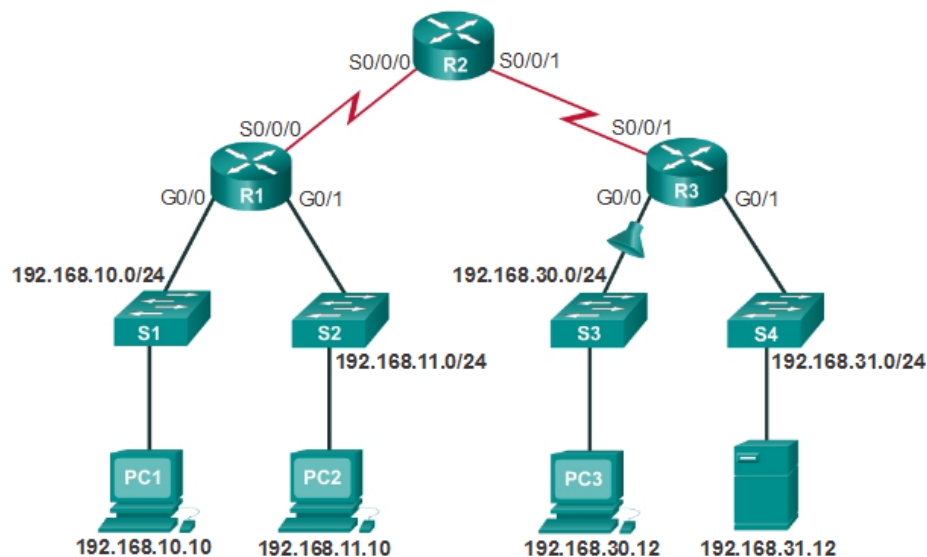 R2
S0/0/0
S0/0/1
S0/0/0
S0/0/1
R1
R3
G0/0
G0/1
G0/0
G0/1
192.168.10.0/24
192.168.30.0/24
S1
S2
S3
S4
192.168.11.0/24
192.168.31.0/24
PC1
PC2
PC3
192.168.10.10
192.168.11.10
192.168.30.12
192.168.31.12